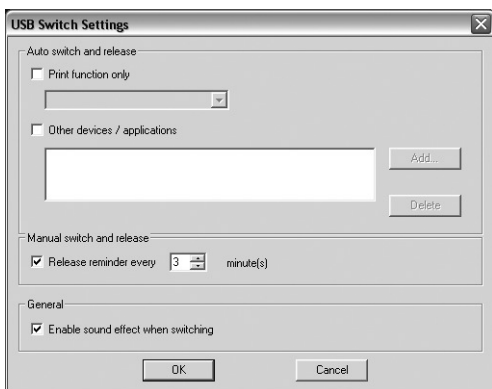 USB Switch Settings
Auto switch and release
Print function only
Other devices / applications
Add...
Delete
Manual switch and release
Release reminder every 3 minute(s)
General
Enable sound effect when switching
OK Cancel